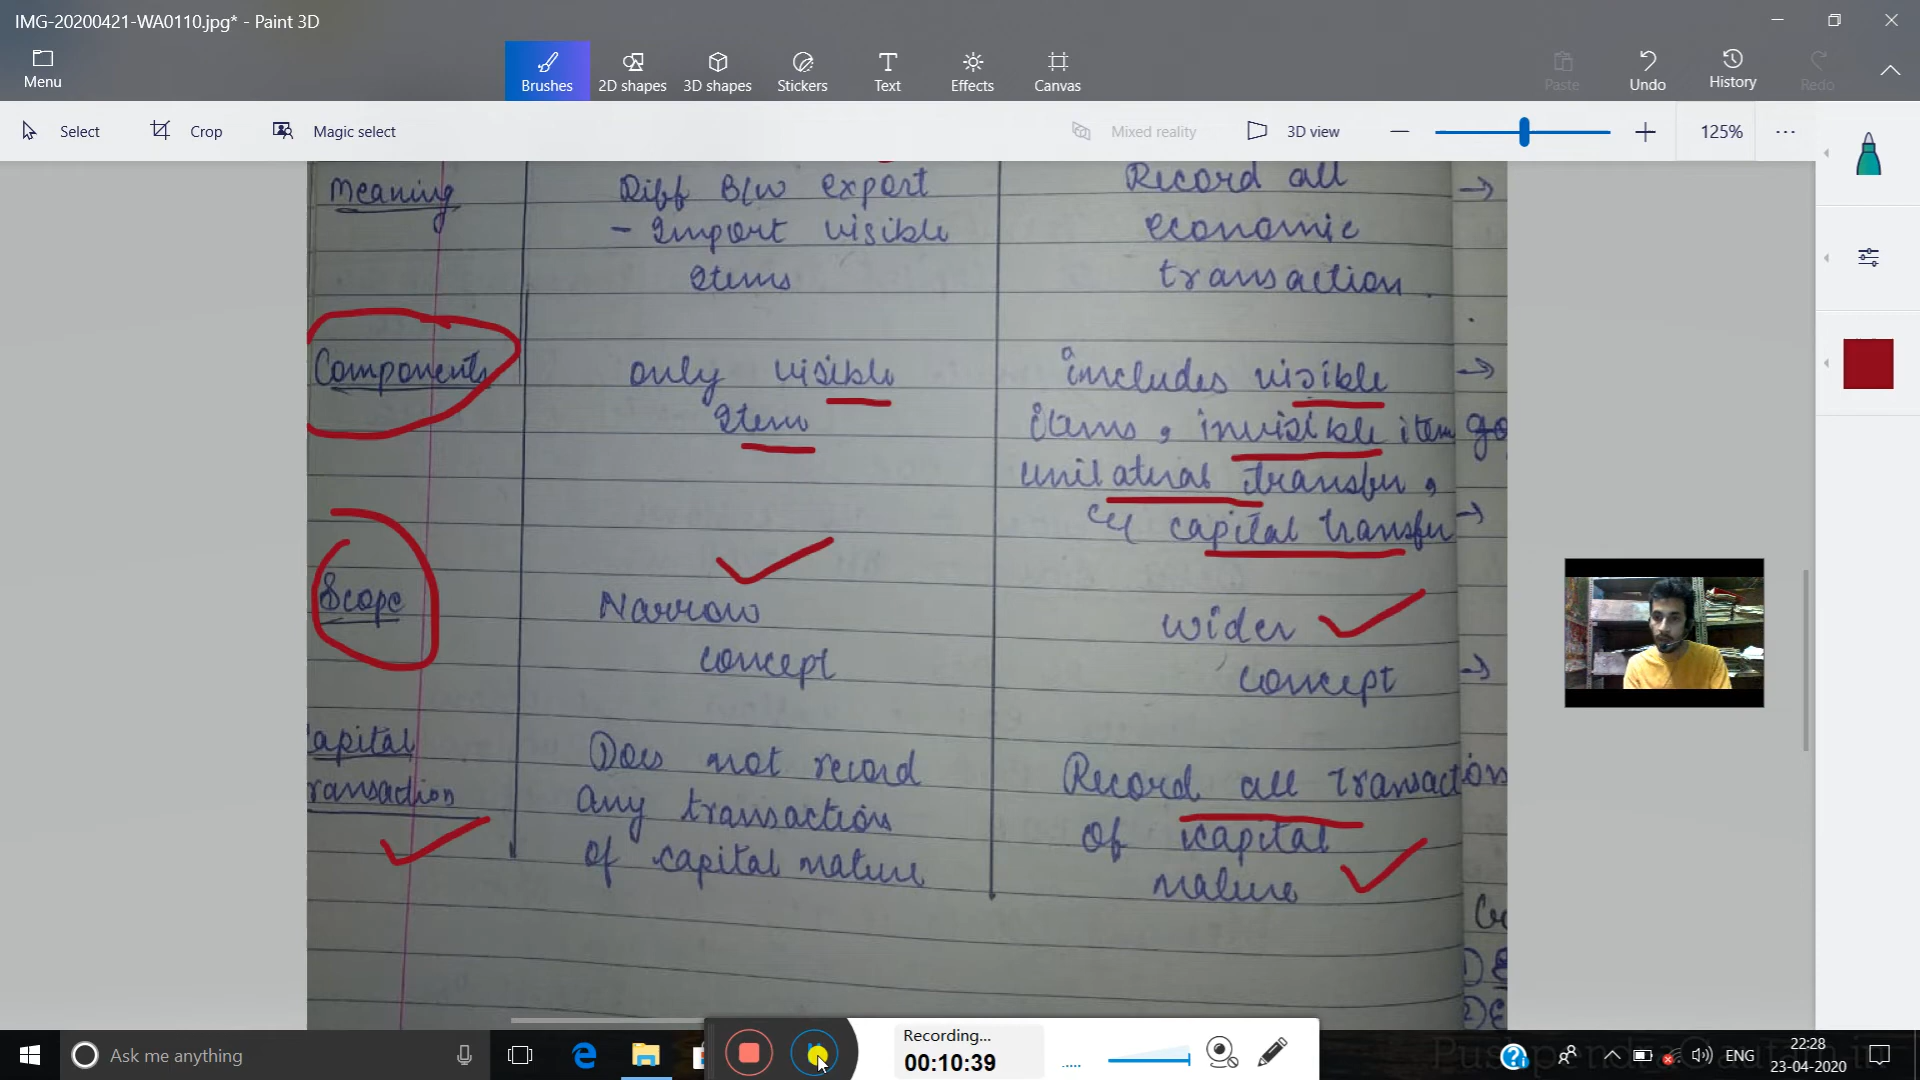 IMG-20200421-WA0110.jpg* - Paint 3D
Menu
Brushes
2D shapes
3D shapes
Stickers
Text
Effects
Canvas
Paste
Undo
History
Redo
Select
Crop
Magic select
Mixed reality
3D view
125%
Meaning
Diff B/w export
- Import visible
Items
Record all
economic
transaction.
Components
only visible
Item
includes visible
items, invisible item
unilateral transfer,
& capital transfer
go
Scope
Narrow
concept
wider
concept
Capital
Transaction
Does not record
any transaction
of capital nature
Record all transaction
of capital
nature
Ask me anything
Recording...
00:10:39
ENG
22:28
23-04-2020